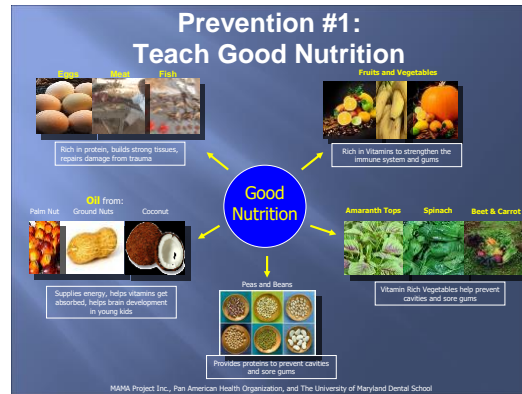 Prevention #1:
Teach Good Nutrition
Eggs Meat Fish
Rich in protein, builds strong tissues,
repairs damage from trauma
Fruits and Vegetables
Rich in Vitamins to strengthen the
immune system and gums
Good
Nutrition
Oil from:
Palm Nut Ground Nuts Coconut
Supplies energy, helps vitamins get
absorbed, helps brain development
in young kids
Amaranth Tops Spinach Beet & Carrot
Vitamin Rich Vegetables help prevent
cavities and sore gums
Peas and Beans
Provides proteins to prevent cavities
and sore gums
MAMA Project Inc., Pan American Health Organization, and The University of Maryland Dental School